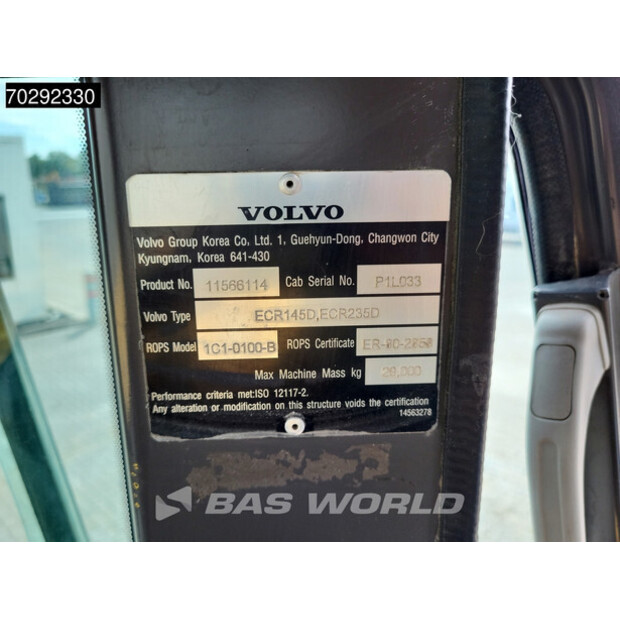 70292330
VOLVO
Volvo Group Korea Co. Ltd. 1, Guehyun-Dong, Changwon City
Kyungnam, Korea 641-430
Product No. 11566114 Cab Serial No. P1L033
Volvo Type ECR145D,ECR235D
ROPS Model 1C1-0100-B ROPS Certificate
Max Machine Mass kg
Performance criteria met:ISO 12117-2.
Any alteration or modification on this structure voids the certification
14563278
BAS WORLD